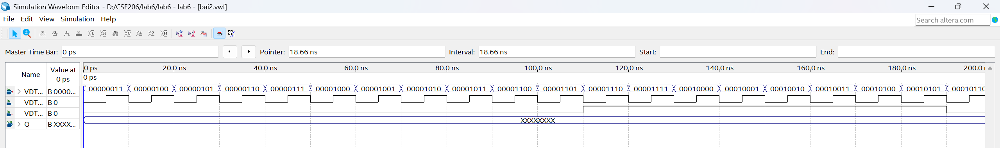 Simulation Waveform Editor - D:/CSE206/lab6/lab6 - lab6 - [bai2.vwf]
File Edit View Simulation Help
Search altera.com
Master Time Bar: 0 ps Pointer: 18.66 ns Interval: 18.66 ns Start: End:
Name Value at 0 ps
0 ps 20.0 ns 40.0 ns 60.0 ns 80.0 ns 100.0 ns 120.0 ns 140.0 ns 160.0 ns 180.0 ns 200.0
0 ps
VDT... B 0000... 00000011 00000100 00000101 00000110 00000111 00001000 00001001 00001010 00001011 00001100 00001101 00001110 00001111 00010000 00010001 00010010 00010011 00010100 00010101 00010110
VDT... B 0
VDT... B 0
Q B XXXX... XXXXXXXX